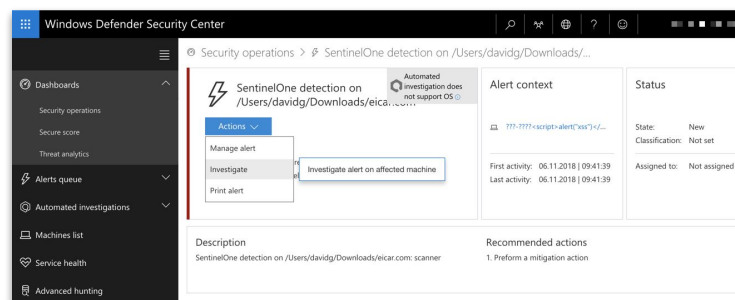 Windows Defender Security Center
?
Security operations > SentinelOne detection on /Users/davidg/Downloads/...
Dashboards
Security operations
Secure score
Threat analytics
Alerts queue
Automated investigations
Machines list
Service health
Advanced hunting
SentinelOne detection on
/Users/davidg/Downloads/eicar.com
Automated
investigation does
not support OS
Actions
Manage alert
Investigate
Print alert
Investigate alert on affected machine
Alert context
???-????<script>alert("xss")</...
First activity: 06.11.2018 | 09:41:39
Last activity: 06.11.2018 | 09:41:39
Status
State: New
Classification: Not set
Assigned to: Not assigned
Description
SentinelOne detection on /Users/davidg/Downloads/eicar.com: scanner
Recommended actions
1. Preform a mitigation action